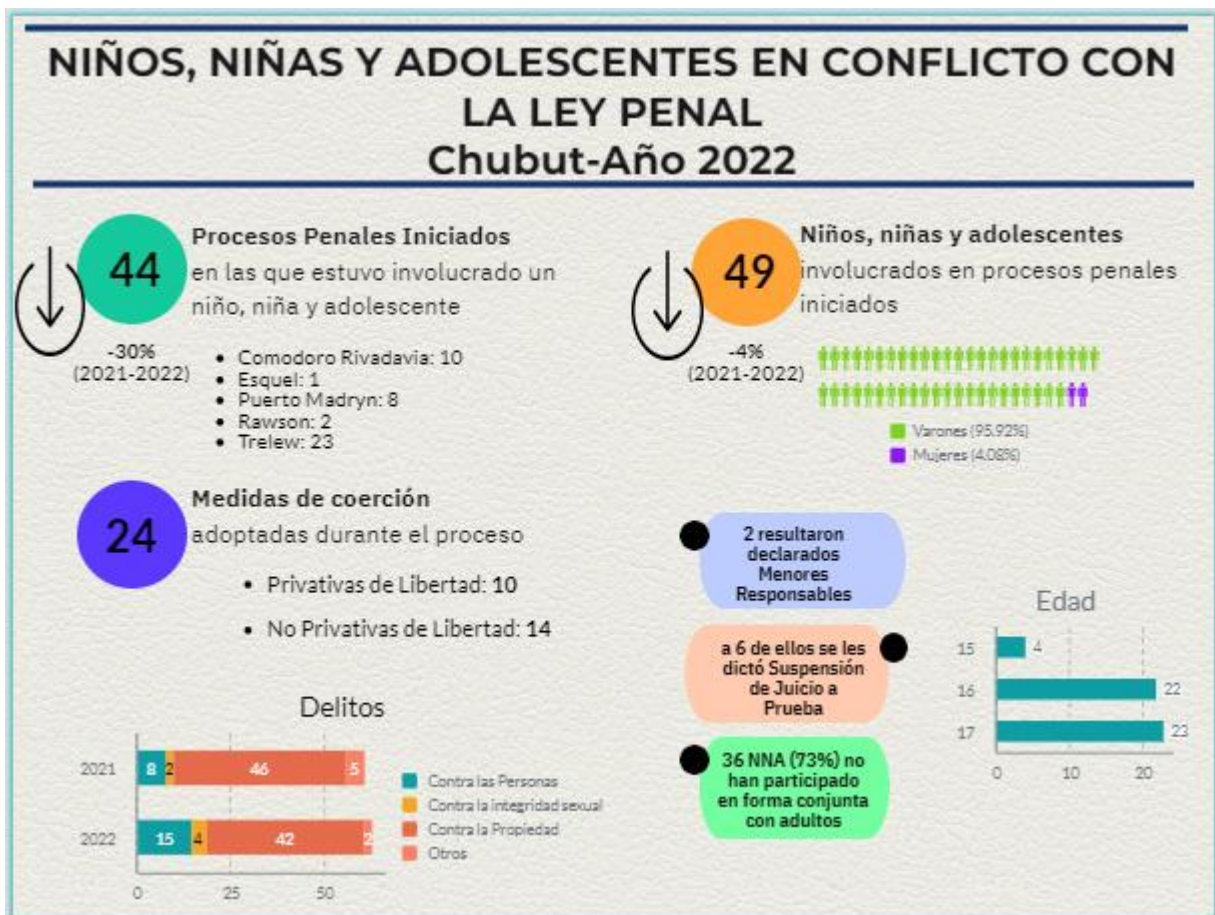 NIÑOS, NIÑAS Y ADOLESCENTES EN CONFLICTO CON
LA LEY PENAL
Chubut-Año 2022
44
Procesos Penales Iniciados
en las que estuvo involucrado un
niño, niña y adolescente
-30%
(2021-2022)
• Comodoro Rivadavia: 10
• Esquel: 1
• Puerto Madryn: 8
• Rawson: 2
• Trelew: 23
49
Niños, niñas y adolescentes
involucrados en procesos penales
iniciados
-4%
(2021-2022)
Varones (95.92%)
Mujeres (4.08%)
24
Medidas de coerción
adoptadas durante el proceso
• Privativas de Libertad: 10
• No Privativas de Libertad: 14
2 resultaron
declarados
Menores
Responsables
a 6 de ellos se les
dictó Suspensión
de Juicio a
Prueba
36 NNA (73%) no
han participado
en forma conjunta
con adultos
Edad
15 4
16 22
17 23
0 10 20
Delitos
2021 8 2 46 5
2022 15 4 42 2
0 25 50
Contra las Personas
Contra la integridad sexual
Contra la Propiedad
Otros